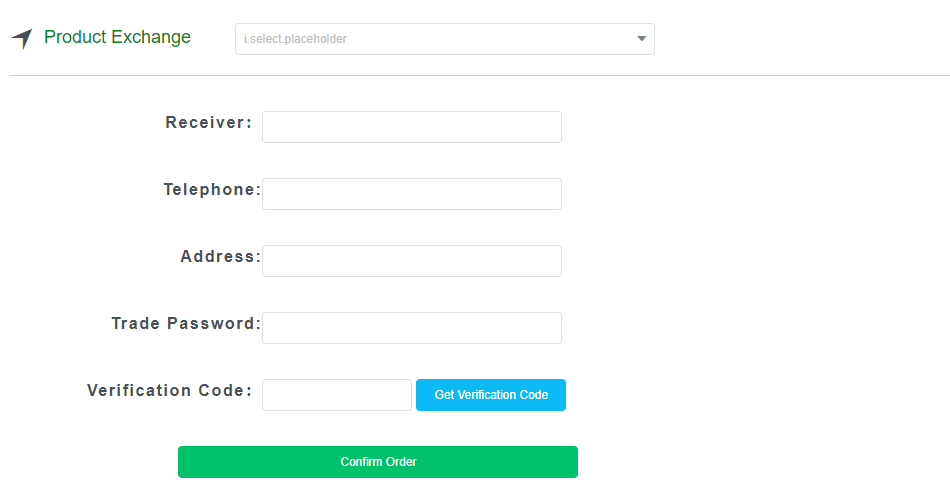 Product Exchange i.select.placeholder
Receiver：
Telephone:
Address:
Trade Password:
Verification Code： Get Verification Code
Confirm Order